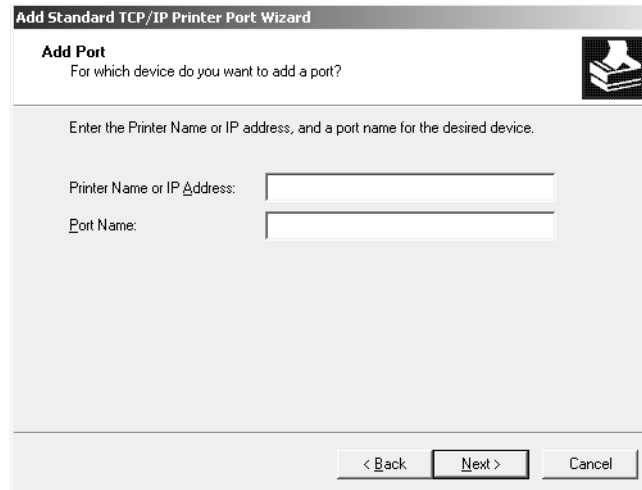 Add Standard TCP/IP Printer Port Wizard
Add Port
For which device do you want to add a port?
Enter the Printer Name or IP address, and a port name for the desired device.
Printer Name or IP Address:
Port Name:
< Back Next > Cancel